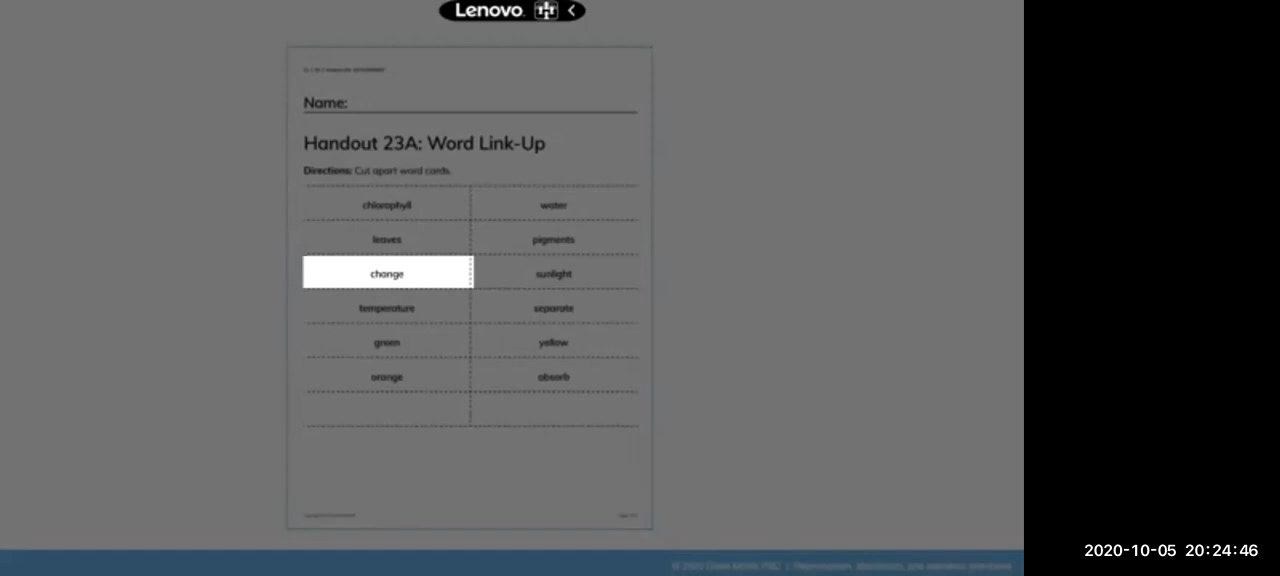 Lenovo
Name:
Handout 23A: Word Link-Up
Directions: Cut apart word cards.
chlorophyll water
leaves pigments
change sunlight
temperature separate
green yellow
orange absorb
2020-10-05 20:24:46